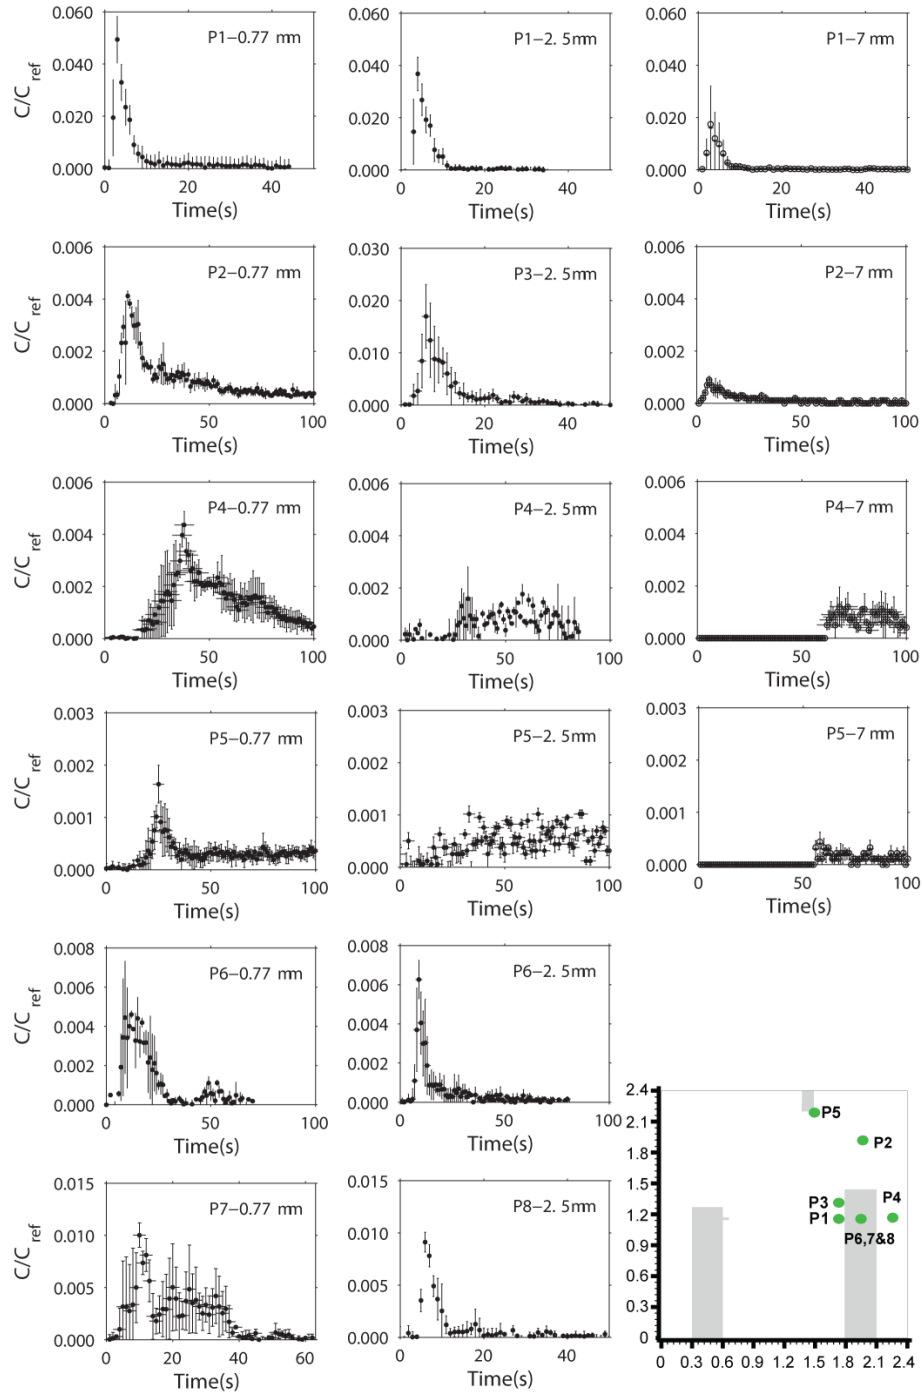 P1−0.77 mm
C/C ref
0.060
0.040
0.020
0.000
0 20 40
Time(s)
P1−2. 5mm
0.060
0.040
0.020
0.000
0 20 40
Time(s)
P1−7 mm
0.060
0.040
0.020
0.000
0 20 40
Time(s)
P2−0.77 mm
C/C ref
0.006
0.004
0.002
0.000
0 50 100
Time(s)
P3−2. 5mm
0.030
0.020
0.010
0.000
0 20 40
Time(s)
P2−7 mm
0.006
0.004
0.002
0.000
0 50 100
Time(s)
P4−0.77 mm
C/C ref
0.006
0.004
0.002
0.000
0 50 100
Time(s)
P4−2. 5mm
0.006
0.004
0.002
0.000
0 50 100
Time(s)
P4−7 mm
0.006
0.004
0.002
0.000
0 50 100
Time(s)
P5−0.77 mm
C/C ref
0.003
0.002
0.001
0.000
0 50 100
Time(s)
P5−2. 5mm
0.003
0.002
0.001
0.000
0 50 100
Time(s)
P5−7 mm
0.003
0.002
0.001
0.000
0 50 100
Time(s)
P6−0.77 mm
C/C ref
0.008
0.006
0.004
0.002
0.000
0 50 100
Time(s)
P6−2. 5mm
0.008
0.006
0.004
0.002
0.000
0 50 100
Time(s)
P7−0.77 mm
C/C ref
0.015
0.010
0.005
0.000
0 20 40 60
Time(s)
P8−2. 5mm
0.015
0.010
0.005
0.000
0 20 40
Time(s)
2.4
2.1
1.8
1.5
1.2
0.9
0.6
0.3
0
P5
P2
P3
P4
P1
P6,7&8
0 0.3 0.6 0.9 1.2 1.5 1.8 2.1 2.4